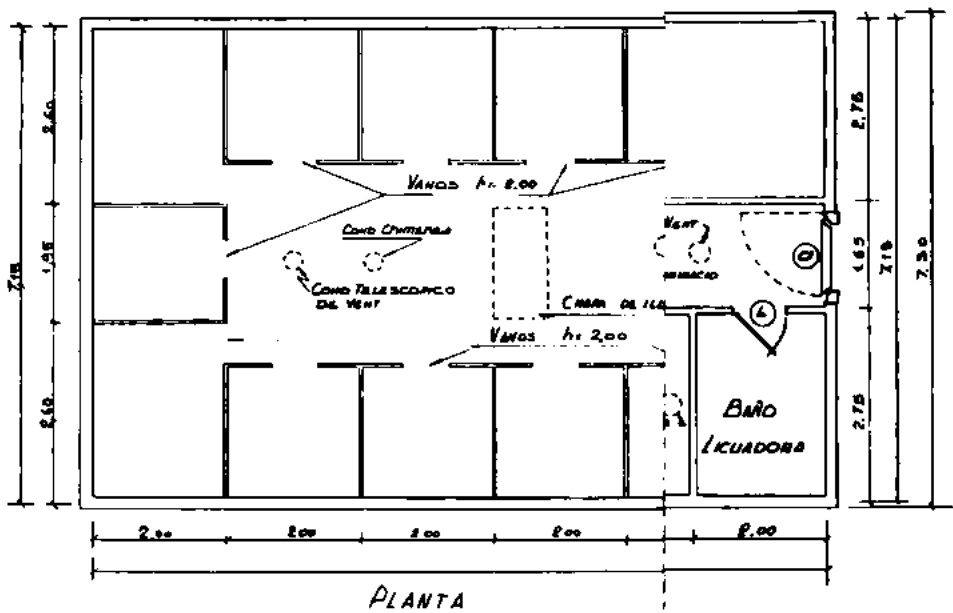 VANOS h= 2.00
VENT
CONO CHIMENEA
CONO TELESCOPICO
DE VENT
VANOS h= 2,00
BAÑO
LICUADORA
2.60
1.95
2.60
7.15
2.75
1.65
2.75
7.15
7.30
2.00
2.00
2.00
2.00
2.00
PLANTA